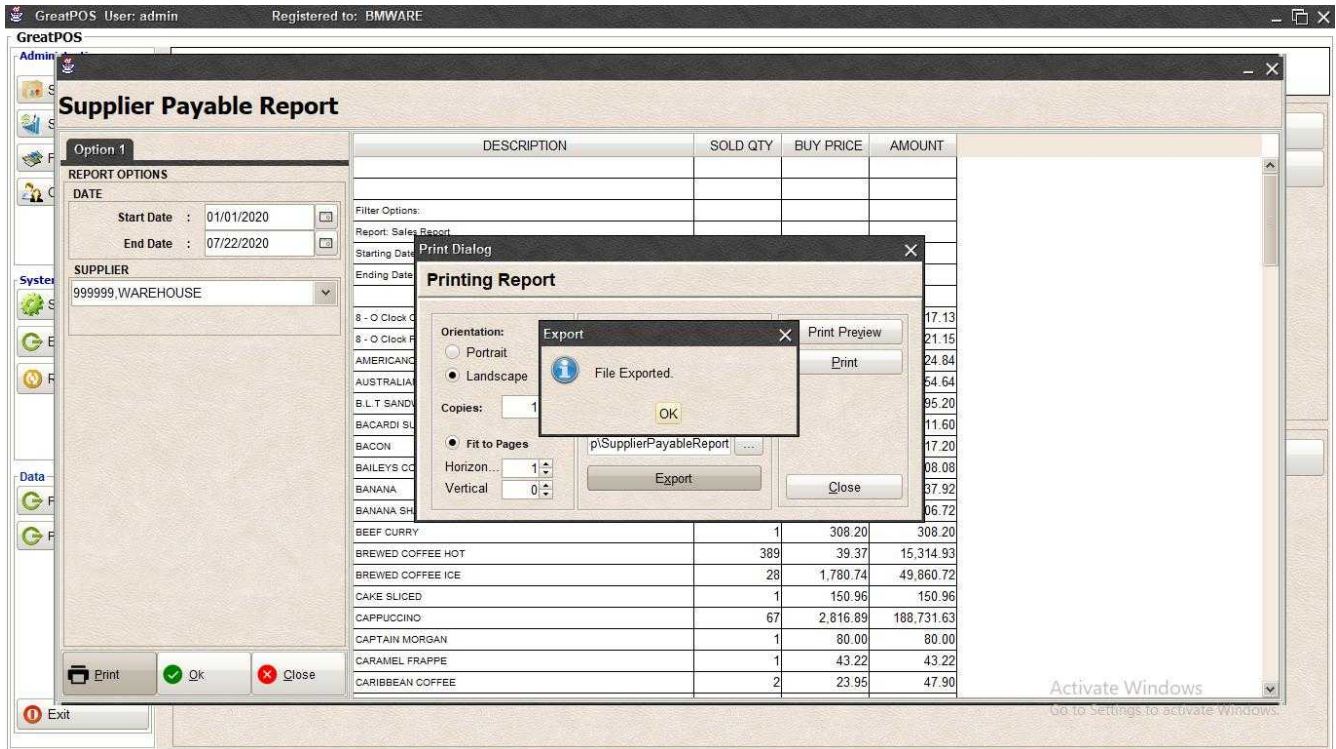 GreatPOS User: admin Registered to: BMWARE
GreatPOS
Supplier Payable Report
Option 1
REPORT OPTIONS
DATE
Start Date : 01/01/2020
End Date : 07/22/2020
SUPPLIER
999999,WAREHOUSE
Print Ok Close
Data
Exit
DESCRIPTION SOLD QTY BUY PRICE AMOUNT
Filter Options:
Report: Sales Report
Starting Date
Ending Date
8 - O Clock 17.13
8 - O Clock 21.15
AMERICANO 24.84
54.64
B.L.T 95.20
BACARDI 11.60
BACON 17.20
BAILEYS 08.08
BANANA 37.92
BANANA 06.72
BEEF CURRY 1 308.20 308.20
BREWED COFFEE HOT 389 39.37 15,314.93
BREWED COFFEE ICE 28 1,780.74 49,860.72
CAKE SLICED 1 150.96 150.96
CAPPUCCINO 67 2,816.89 188,731.63
CAPTAIN MORGAN 1 80.00 80.00
CARAMEL FRAPPE 1 43.22 43.22
CARIBBEAN COFFEE 2 23.95 47.90
Print Dialog
Printing Report
Orientation:
Portrait
Landscape
Copies: 1
Fit to Pages
Horizon... 1
Vertical 0
p\SupplierPayableReport ...
Export
Print Preview
Print
Close
Export
File Exported.
OK
Activate Windows
Go to Settings to activate Windows.